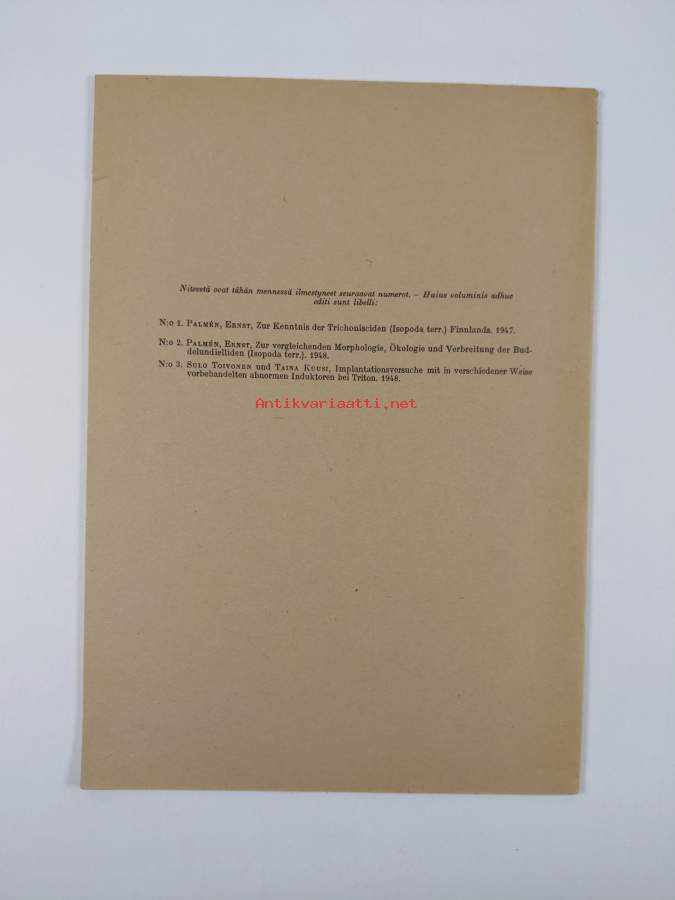 Niteestä ovat tähän mennessä ilmestyneet seuraavat numerot. – Huius voluminis adhuc
editi sunt libelli:
N:o 1. PALMÉN, ERNST, Zur Kenntnis der Trichonisciden (Isopoda terr.) Finnlands. 1947.
N:o 2. PALMÉN, ERNST, Zur vergleichenden Morphologie, Ökologie und Verbreitung der Bud-
delundielliden (Isopoda terr.). 1948.
N:o 3. SULO TOIVONEN und TAINA KUUSI, Implantationsversuche mit in verschiedener Weise
vorbehandelten abnormen Induktoren bei Triton. 1948.
Antikvariaatti.net